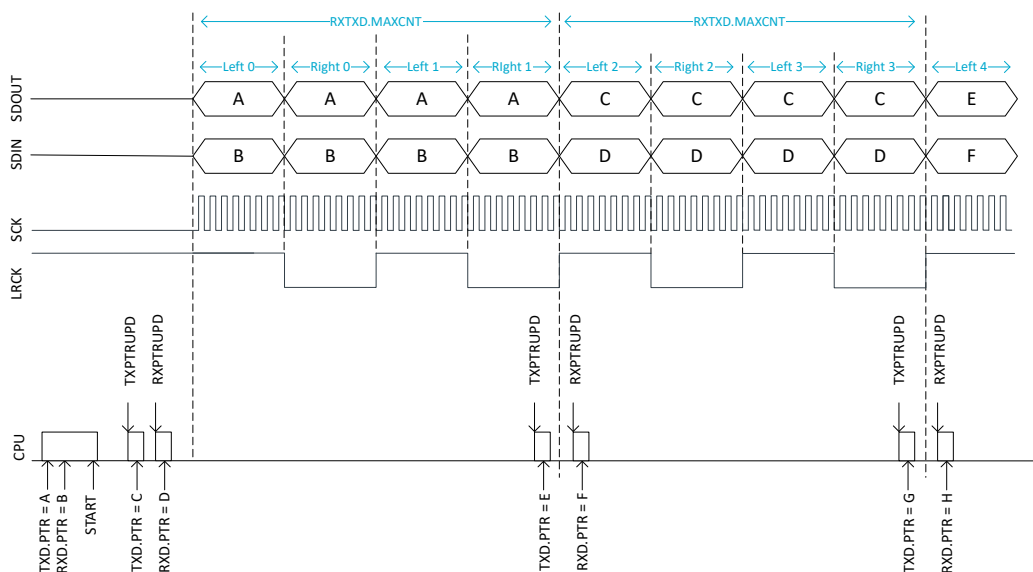 RXTXD.MAXCNT RXTXD.MAXCNT
Left 0 Right 0 Left 1 RIght 1 Left 2 Right 2 Left 3 Right 3 Left 4
SDOUT A A A A C C C C E
SDIN B B B B D D D D F
SCK
LRCK
TXPTRUPD RXPTRUPD TXPTRUPD RXPTRUPD TXPTRUPD RXPTRUPD
CPU
TXD.PTR = A RXD.PTR = B START TXD.PTR = C RXD.PTR = D TXD.PTR = E RXD.PTR = F TXD.PTR = G RXD.PTR = H